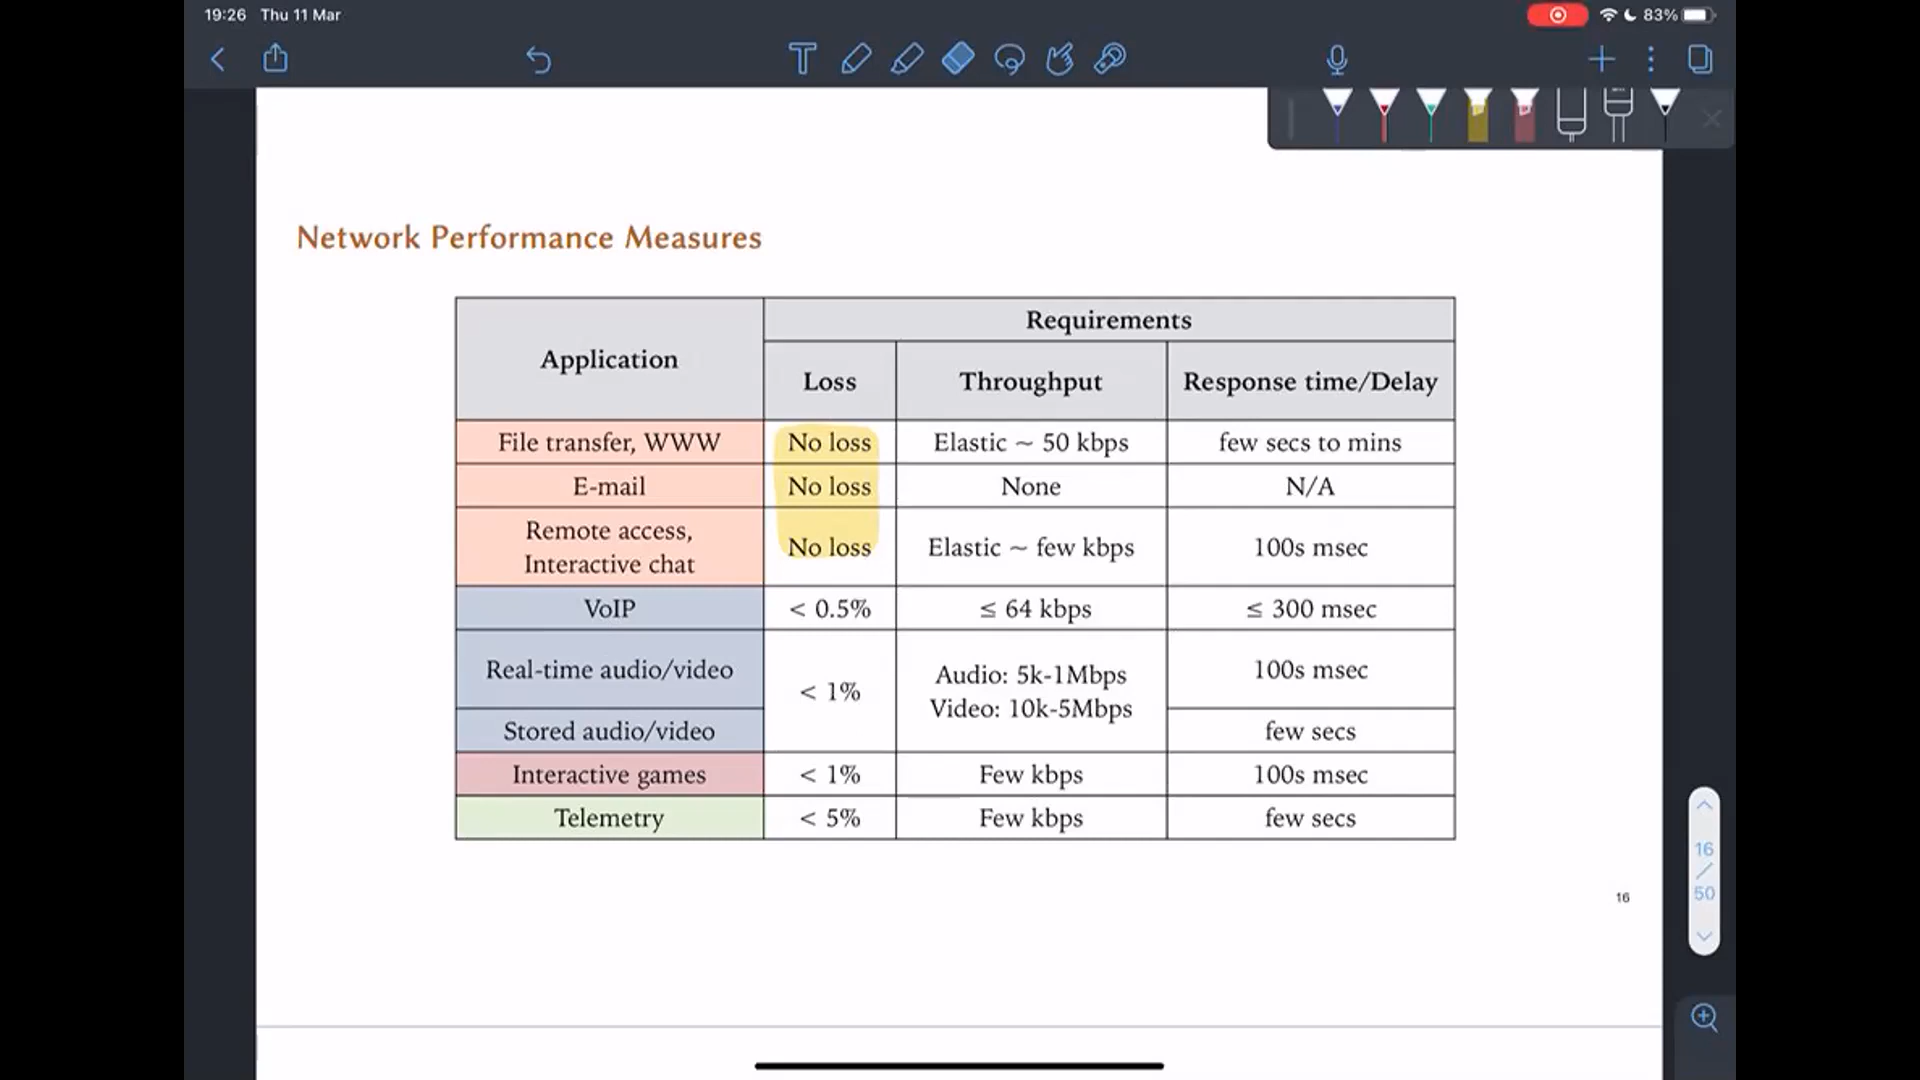 19:26 Thu 11 Mar
83%
Network Performance Measures
Application
Requirements
Loss
Throughput
Response time/Delay
File transfer, WWW
No loss
Elastic ~ 50 kbps
few secs to mins
E-mail
No loss
None
N/A
Remote access,
Interactive chat
No loss
Elastic ~ few kbps
100s msec
VoIP
< 0.5%
≤ 64 kbps
≤ 300 msec
Real-time audio/video
< 1%
Audio: 5k-1Mbps
Video: 10k-5Mbps
100s msec
Stored audio/video
few secs
Interactive games
< 1%
Few kbps
100s msec
Telemetry
< 5%
Few kbps
few secs
16
16
/
50